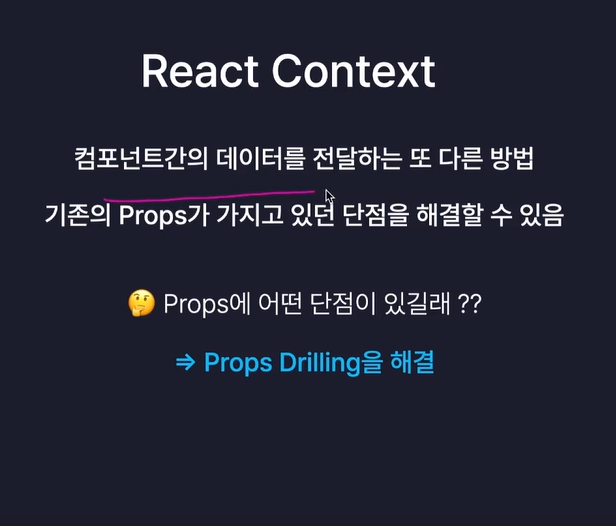 React Context
컴포넌트간의 데이터를 전달하는 또 다른 방법
기존의 Props가 가지고 있던 단점을 해결할 수 있음
🤔 Props에 어떤 단점이 있길래 ??
⇒ Props Drilling을 해결